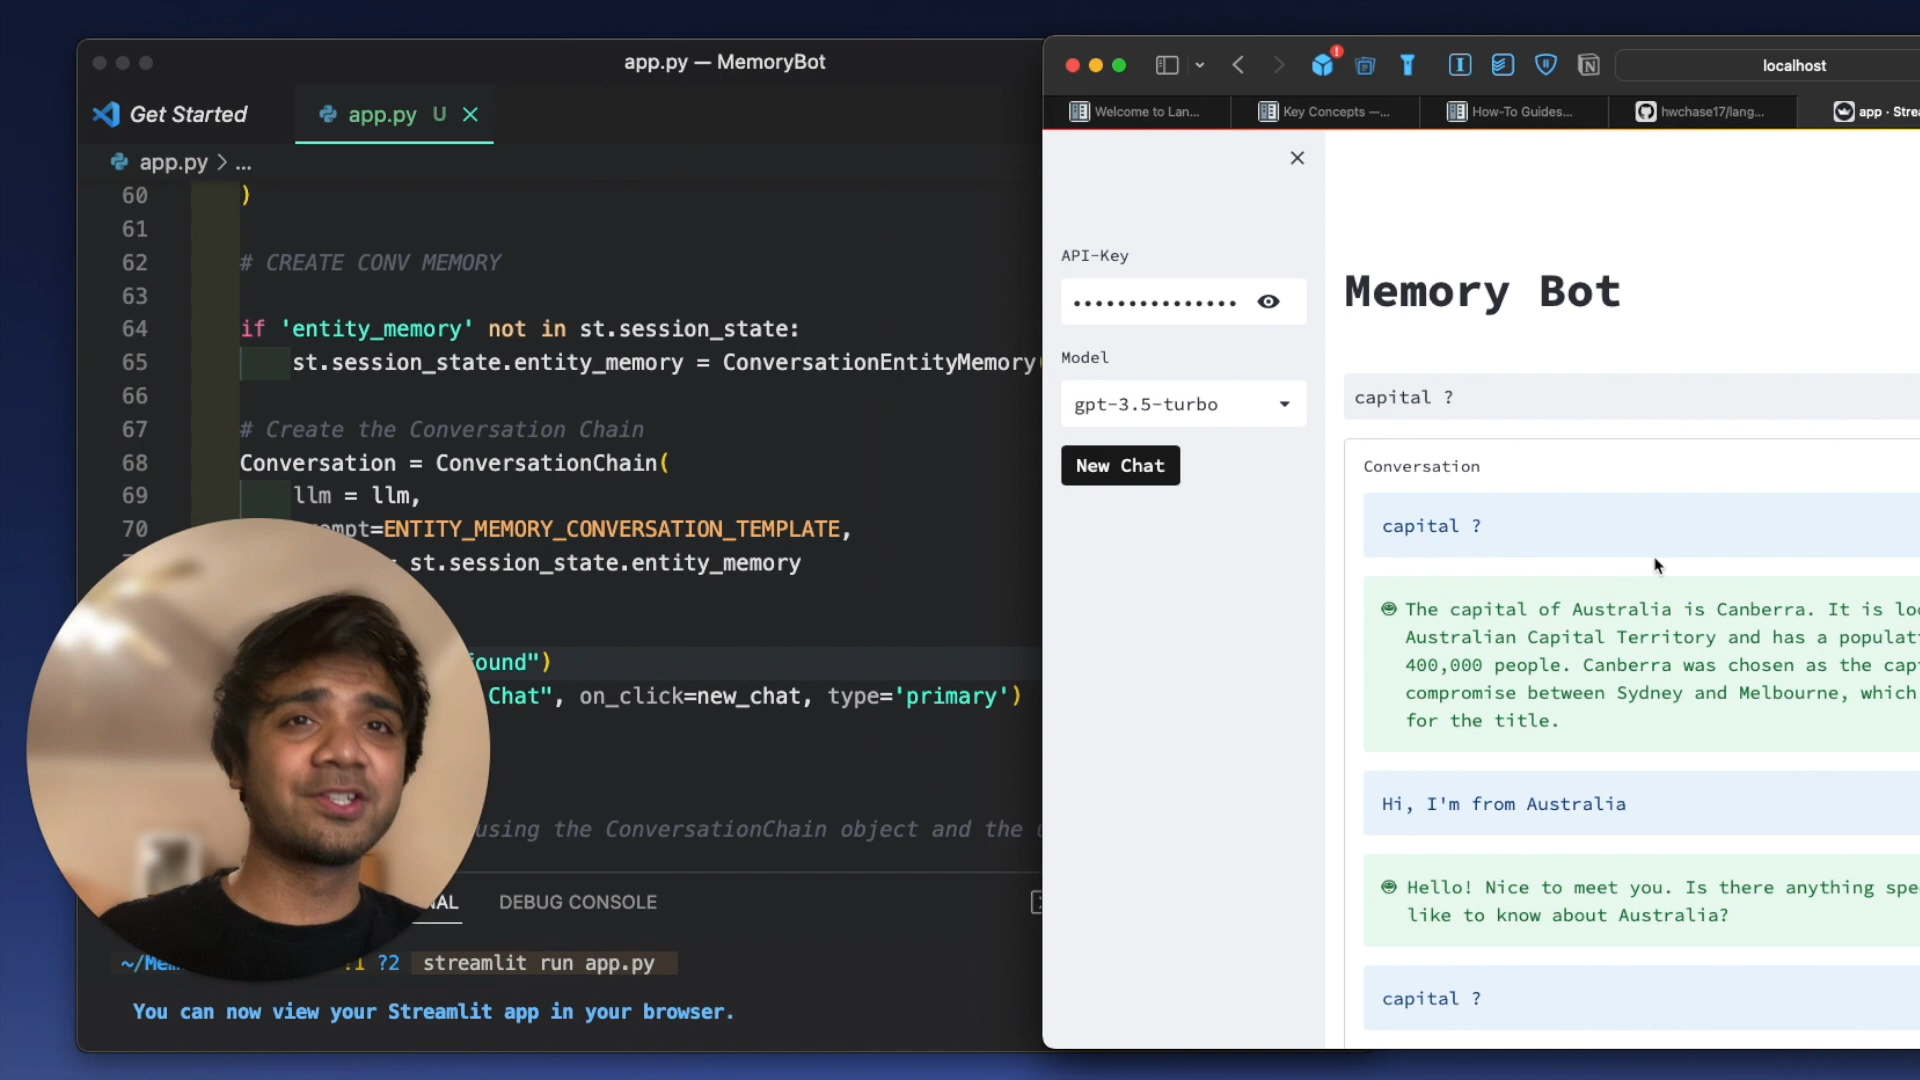 app.py — MemoryBot
Get Started
app.py U
app.py > ...
60 )
61
62 # CREATE CONV MEMORY
63
64 if 'entity_memory' not in st.session_state:
65 st.session_state.entity_memory = ConversationEntityMemory
66
67 # Create the Conversation Chain
68 Conversation = ConversationChain(
69 llm = llm,
70 =ENTITY_MEMORY_CONVERSATION_TEMPLATE,
st.session_state.entity_memory
ound")
Chat", on_click=new_chat, type='primary')
using the ConversationChain object and the
DEBUG CONSOLE
?2 streamlit run app.py
You can now view your Streamlit app in your browser.
localhost
Welcome to Lan...
Key Concepts —...
How-To Guides...
hwchase17/lang...
app · Stre
API-Key
Model
gpt-3.5-turbo
New Chat
Memory Bot
capital ?
Conversation
capital ?
The capital of Australia is Canberra. It is
Australian Capital Territory and has a
400,000 people. Canberra was chosen as the
compromise between Sydney and Melbourne, which
for the title.
Hi, I'm from Australia
Hello! Nice to meet you. Is there anything
like to know about Australia?
capital ?